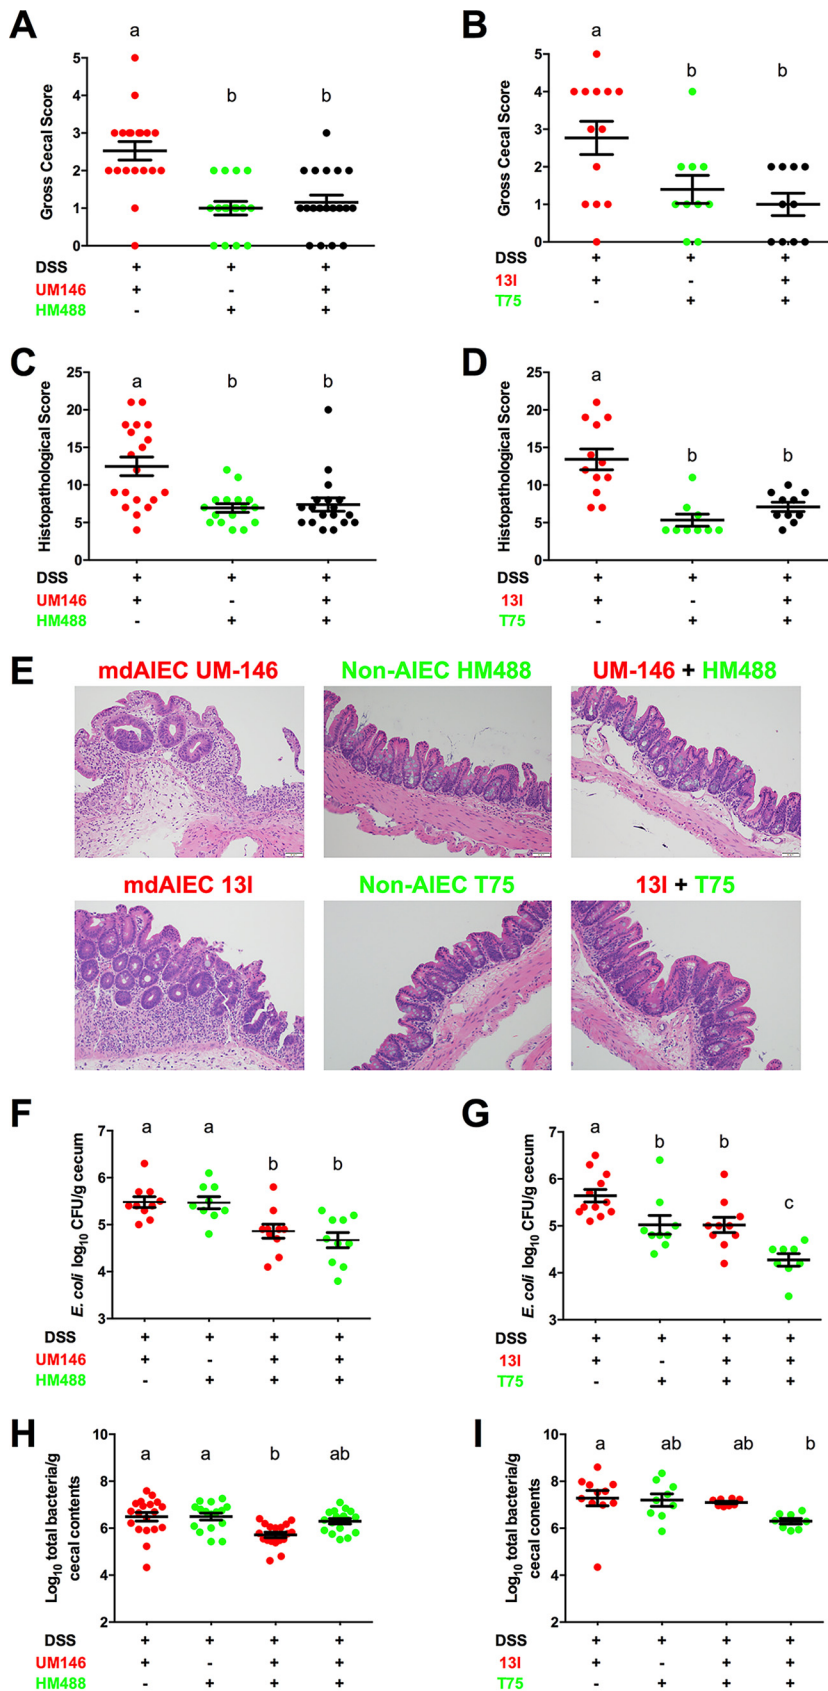 A
a
b
b
Gross Cecal Score
5
4
3
2
1
0
DSS + + +
UM146 + - +
HM488 - + +
B
a
b
b
Gross Cecal Score
5
4
3
2
1
0
DSS + + +
13I + - +
T75 - + +
C
a
b
b
Histopathological Score
25
20
15
10
5
0
DSS + + +
UM146 + - +
HM488 - + +
D
a
b
b
Histopathological Score
25
20
15
10
5
0
DSS + + +
13I + - +
T75 - + +
E
mdAIEC UM-146
Non-AIEC HM488
UM-146 + HM488
mdAIEC 13I
Non-AIEC T75
13I + T75
F
a
a
b
b
E. coli log10 CFU/g cecum
7
6
5
4
3
DSS + + + +
UM146 + - + +
HM488 - + + +
G
a
b
b
c
E. coli log10 CFU/g cecum
7
6
5
4
3
DSS + + + +
13I + - + +
T75 - + + +
H
a
a
b
ab
Log10 total bacteria/g
cecal contents
10
8
6
4
2
DSS + + + +
UM146 + - + +
HM488 - + + +
I
a
ab
ab
b
Log10 total bacteria/g
cecal contents
10
8
6
4
2
DSS + + + +
13I + - + +
T75 - + + +